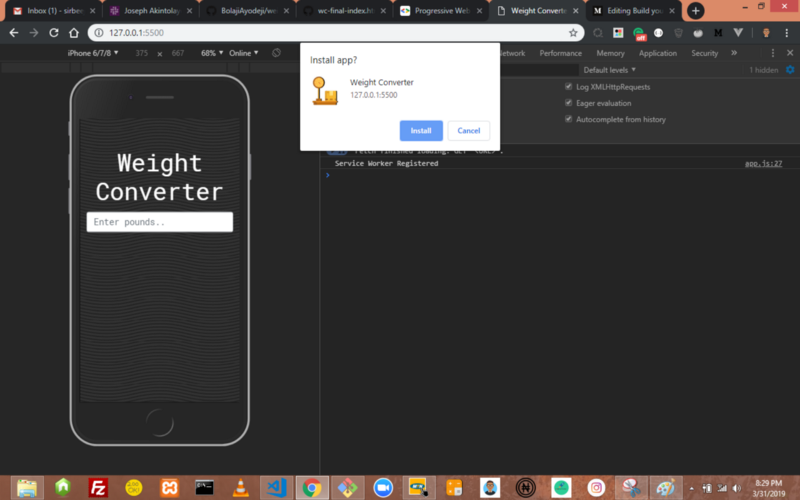 Inbox (1) - sirbee
Joseph Akintolay
BolajiAyodeji/we
wc-final-index.ht
Progressive Web
Weight Converte
Editing Build you
127.0.0.1:5500
iPhone 6/7/8 ▼ 375 × 667 68% ▼ Online ▼
Network Performance Memory Application Security
Default levels ▼ 1 hidden
Log XMLHttpRequests
Eager evaluation
Autocomplete from history
Install app?
Weight Converter
127.0.0.1:5500
Install Cancel
Service Worker Registered app.js:27
Weight
Converter
Enter pounds..
8:29 PM
3/31/2019